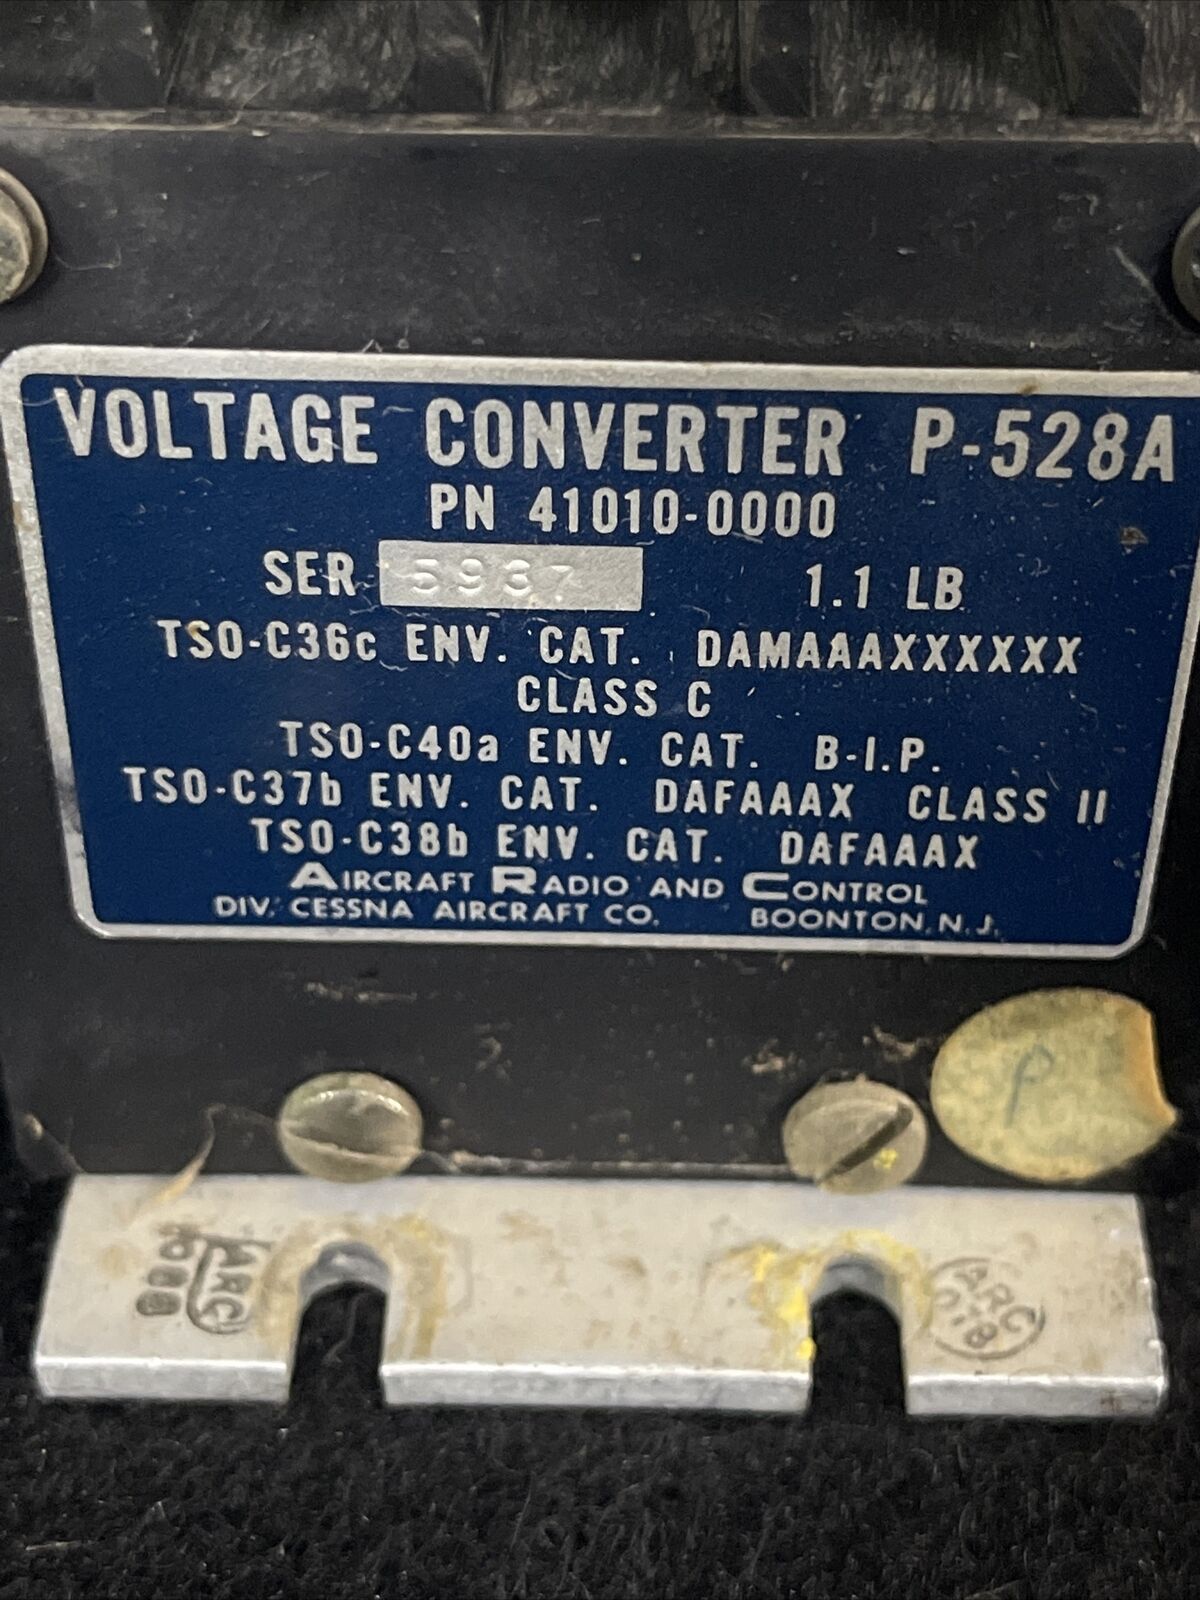 VOLTAGE CONVERTER P-528A
PN 41010-0000
SER 5937 1.1 LB
TSO-C36c ENV. CAT. DAMAAAXXXXXX
CLASS C
TSO-C40a ENV. CAT. B-I.P.
TSO-C37b ENV. CAT. DAFAAAX CLASS II
TSO-C38b ENV. CAT. DAFAAAX
AIRCRAFT RADIO AND CONTROL
DIV. CESSNA AIRCRAFT CO. BOONTON, N.J.
P
ARC
ARC